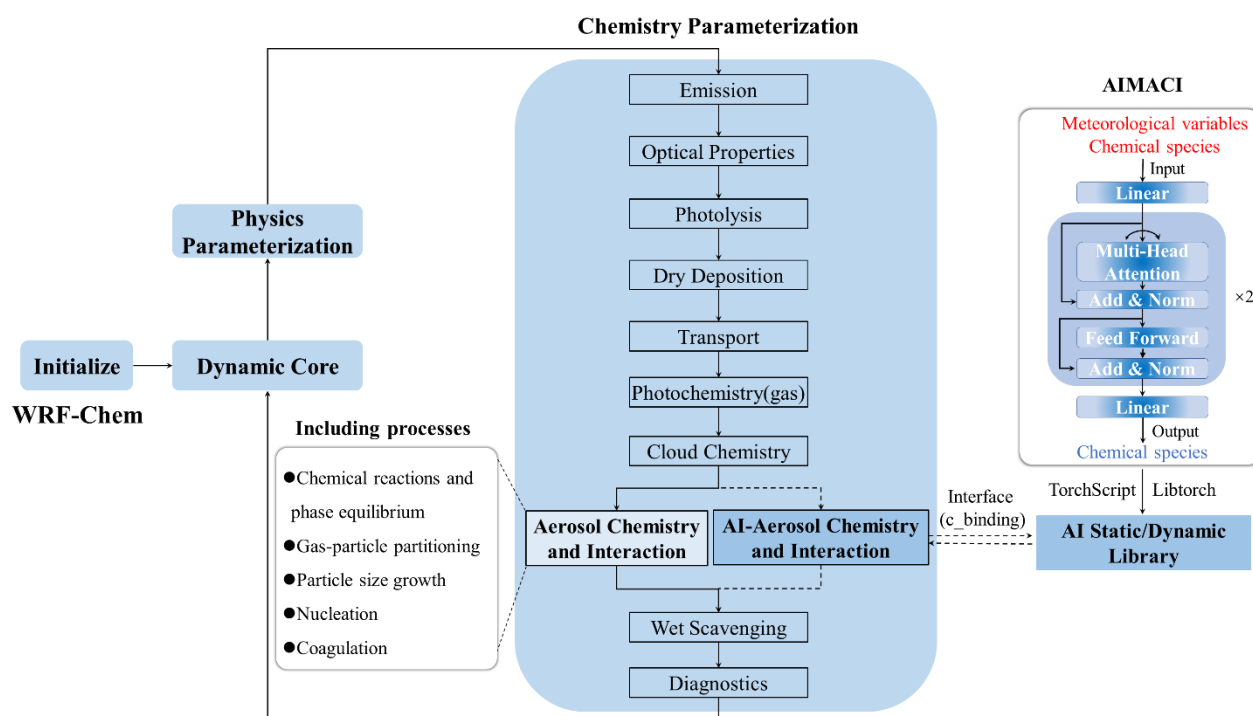 Chemistry Parameterization
Emission
Optical Properties
Photolysis
Dry Deposition
Transport
Photochemistry(gas)
Cloud Chemistry
Aerosol Chemistry
and Interaction
AI-Aerosol Chemistry
and Interaction
Wet Scavenging
Diagnostics
Physics
Parameterization
Initialize
Dynamic Core
WRF-Chem
Including processes
●Chemical reactions and
phase equilibrium
●Gas-particle partitioning
●Particle size growth
●Nucleation
●Coagulation
AIMACI
Meteorological variables
Chemical species
Input
Linear
Multi-Head
Attention
Add & Norm
×2
Feed Forward
Add & Norm
Linear
Output
Chemical species
TorchScript
Libtorch
Interface
(c_binding)
AI Static/Dynamic
Library